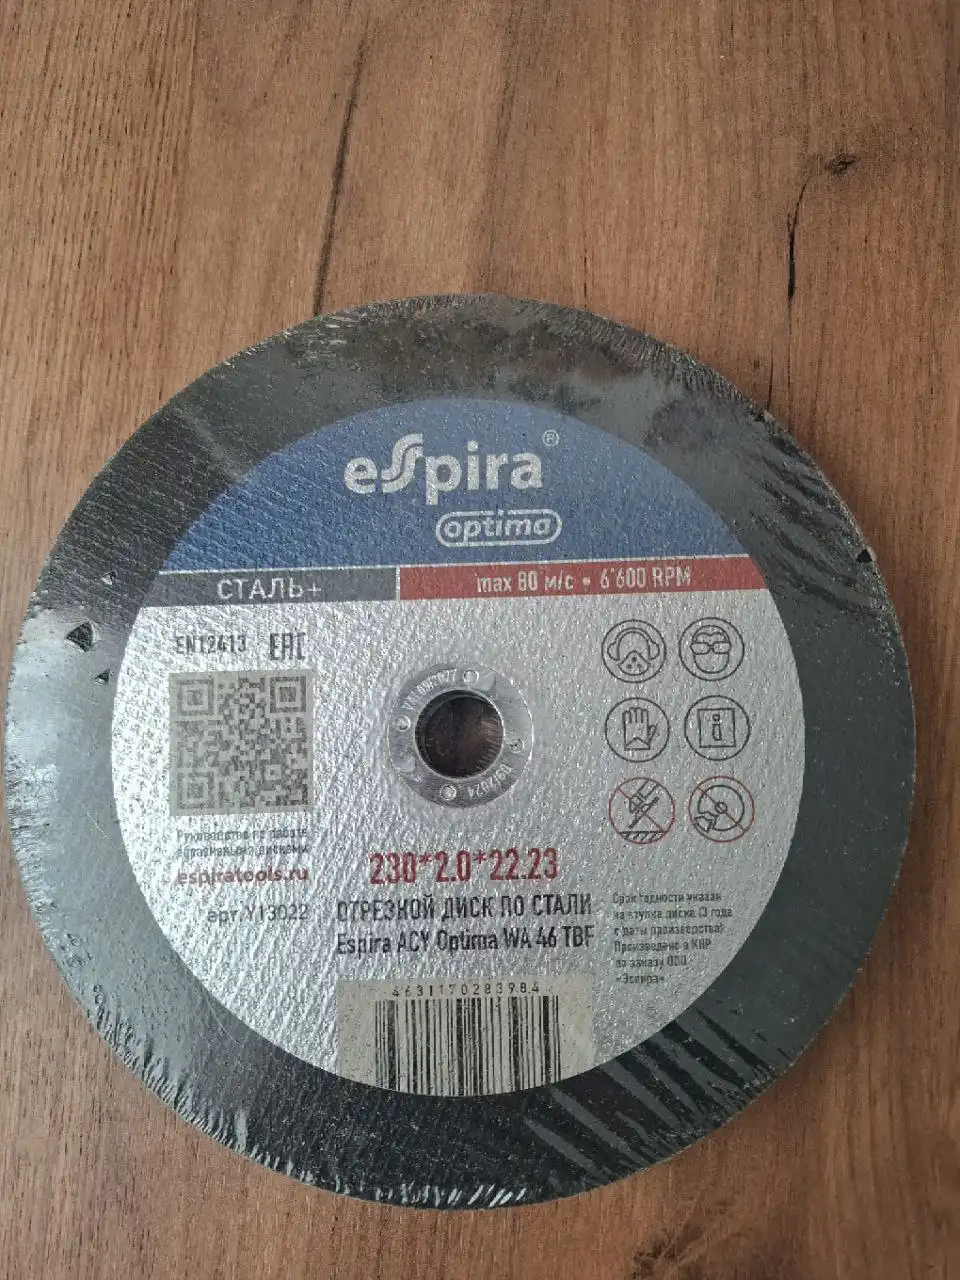 espira®
optima
СТАЛЬ+
max 80 м/с • 6'600 RPM
EN12413 EAC
Руководство по работе
с абразивными дисками
espiratools.ru
арт. Y13022
230*2.0*22.23
ОТРЕЗНОЙ ДИСК ПО СТАЛИ
Espira ACY Optima WA 46 TBF
Срок годности указан
на втулке диска (3 года
с даты производства)
Произведено в КНР
по заказу ООО
«Эспира»
4631170283984